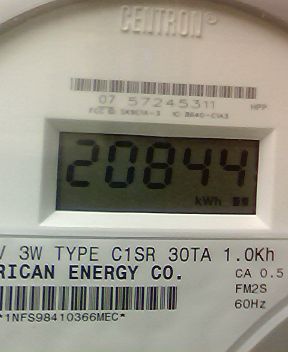 CENTRON®
07 57245311 HPP
20844
kWh
V 3W TYPE C1SR 30TA 1.0Kh
RICAN ENERGY CO. CA 0.5
FM2S
*1NFS98410366MEC* 60Hz